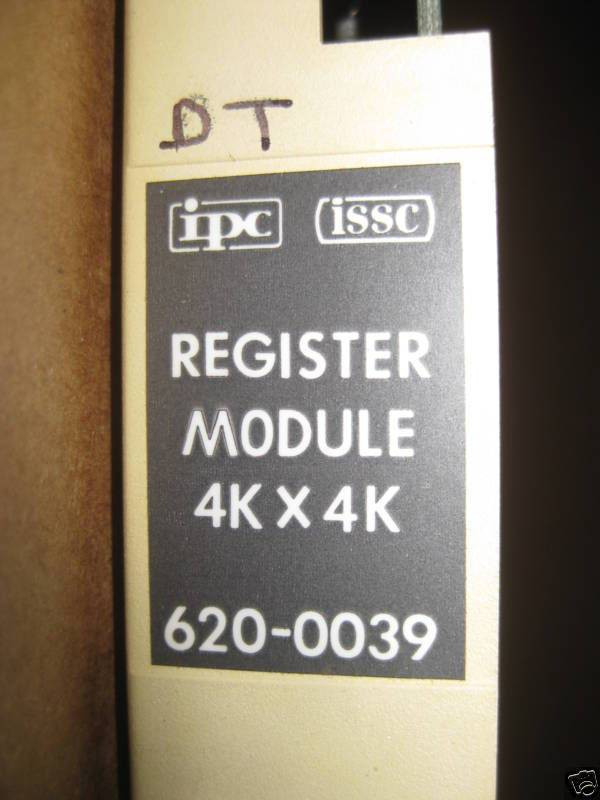 DT
ipc issc
REGISTER
MODULE
4K X 4K
620-0039